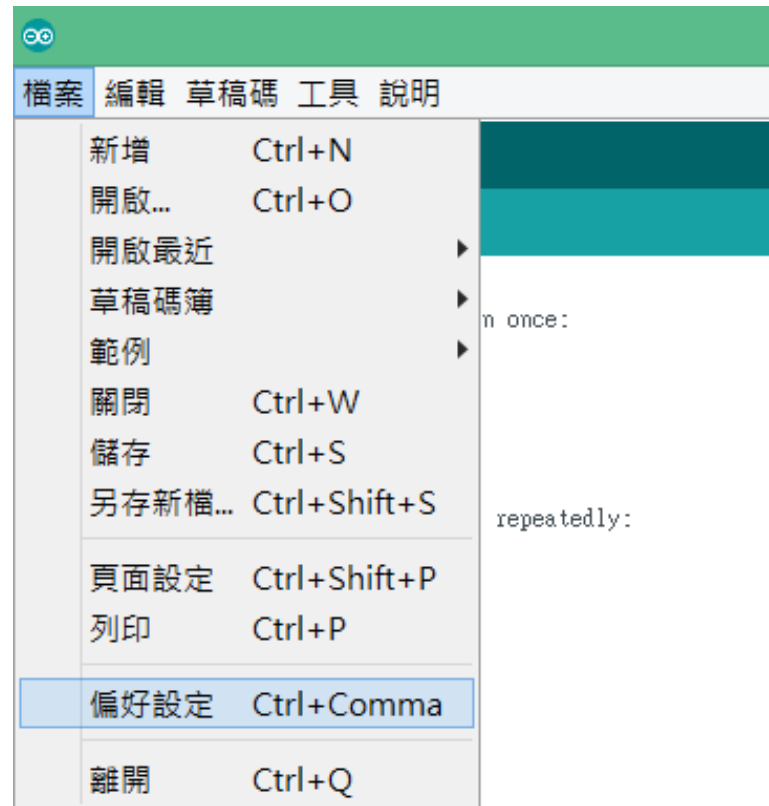 檔案 編輯 草稿碼 工具 說明
新增 Ctrl+N
開啟... Ctrl+O
開啟最近
草稿碼簿
n once:
範例
關閉 Ctrl+W
儲存 Ctrl+S
另存新檔... Ctrl+Shift+S
repeatedly:
頁面設定 Ctrl+Shift+P
列印 Ctrl+P
偏好設定 Ctrl+Comma
離開 Ctrl+Q